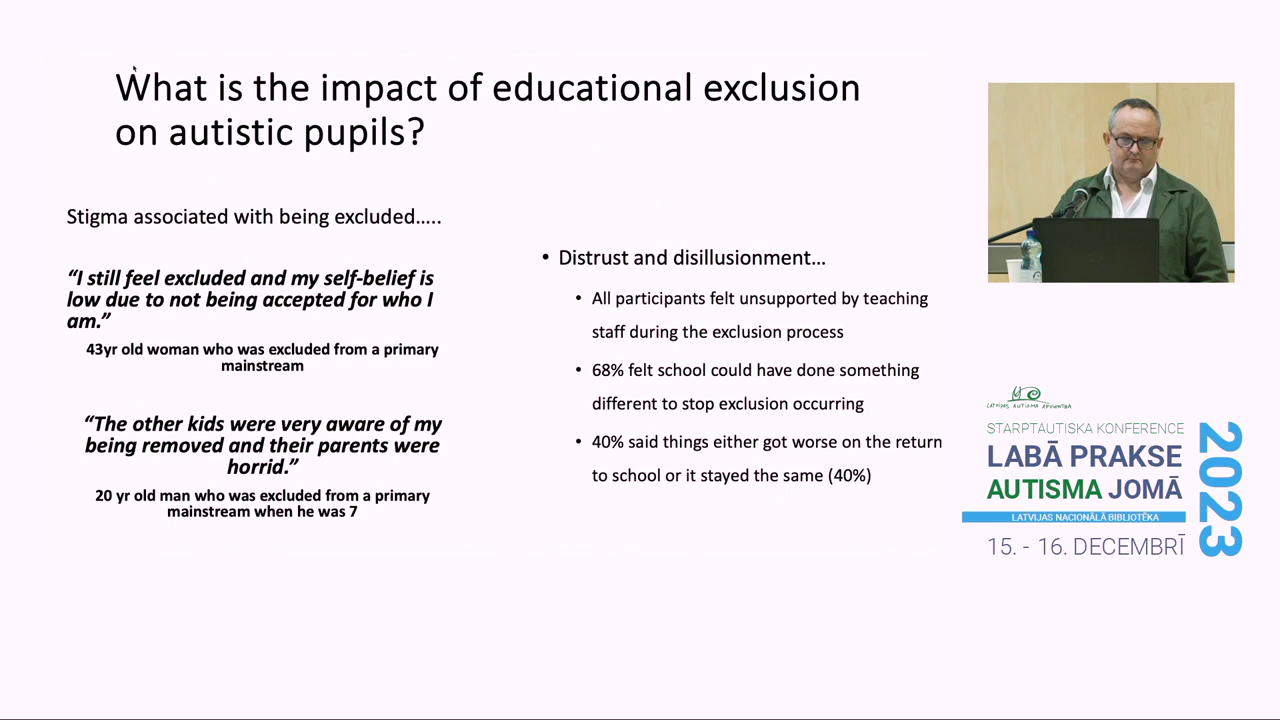 What is the impact of educational exclusion
on autistic pupils?
Stigma associated with being excluded…..
“I still feel excluded and my self-belief is
low due to not being accepted for who I
am.”
43yr old woman who was excluded from a primary
mainstream
“The other kids were very aware of my
being removed and their parents were
horrid.”
20 yr old man who was excluded from a primary
mainstream when he was 7
• Distrust and disillusionment…
• All participants felt unsupported by teaching
staff during the exclusion process
• 68% felt school could have done something
different to stop exclusion occurring
• 40% said things either got worse on the return
to school or it stayed the same (40%)
LATVIJAS AUTISMA APVIENĪBA
STARPTAUTISKA KONFERENCE
LABĀ PRAKSE
AUTISMA JOMĀ
LATVIJAS NACIONĀLĀ BIBLIOTĒKA
15. - 16. DECEMBRĪ
2023